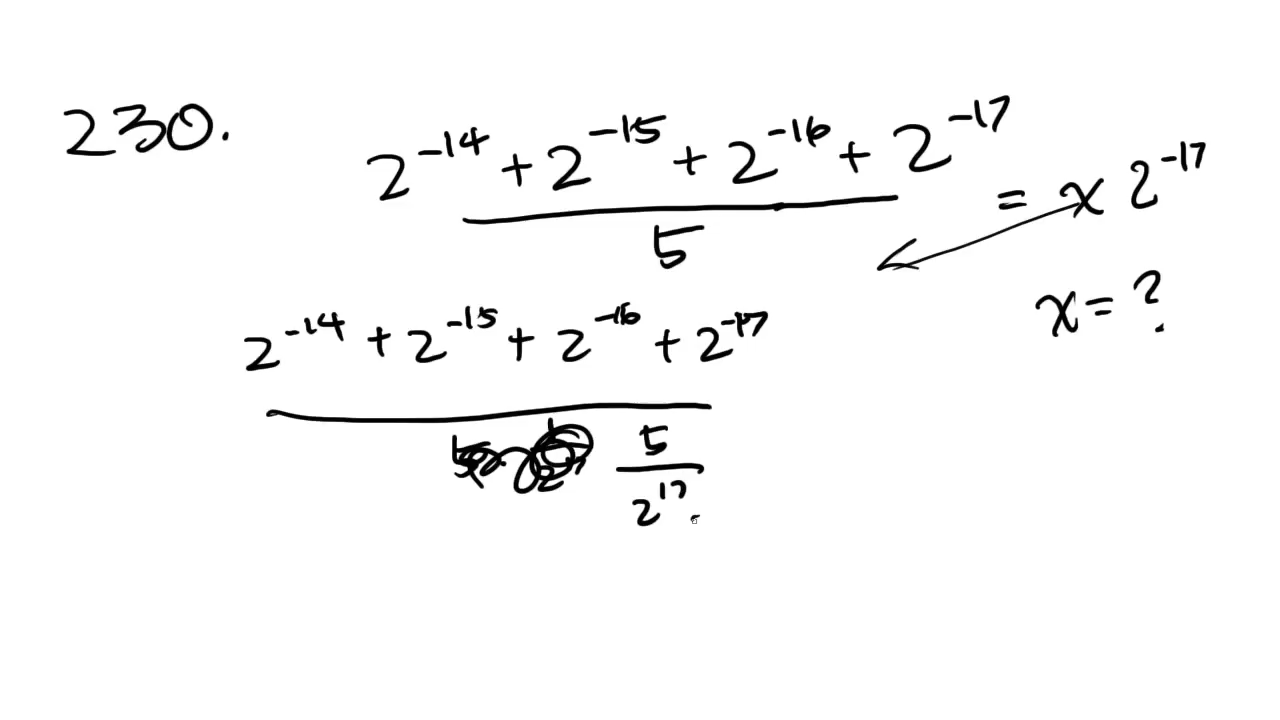 230.
2^-14 + 2^-15 + 2^-16 + 2^-17
= x 2^-17
5
x = ?
2^-14 + 2^-15 + 2^-16 + 2^-17
5
2^17